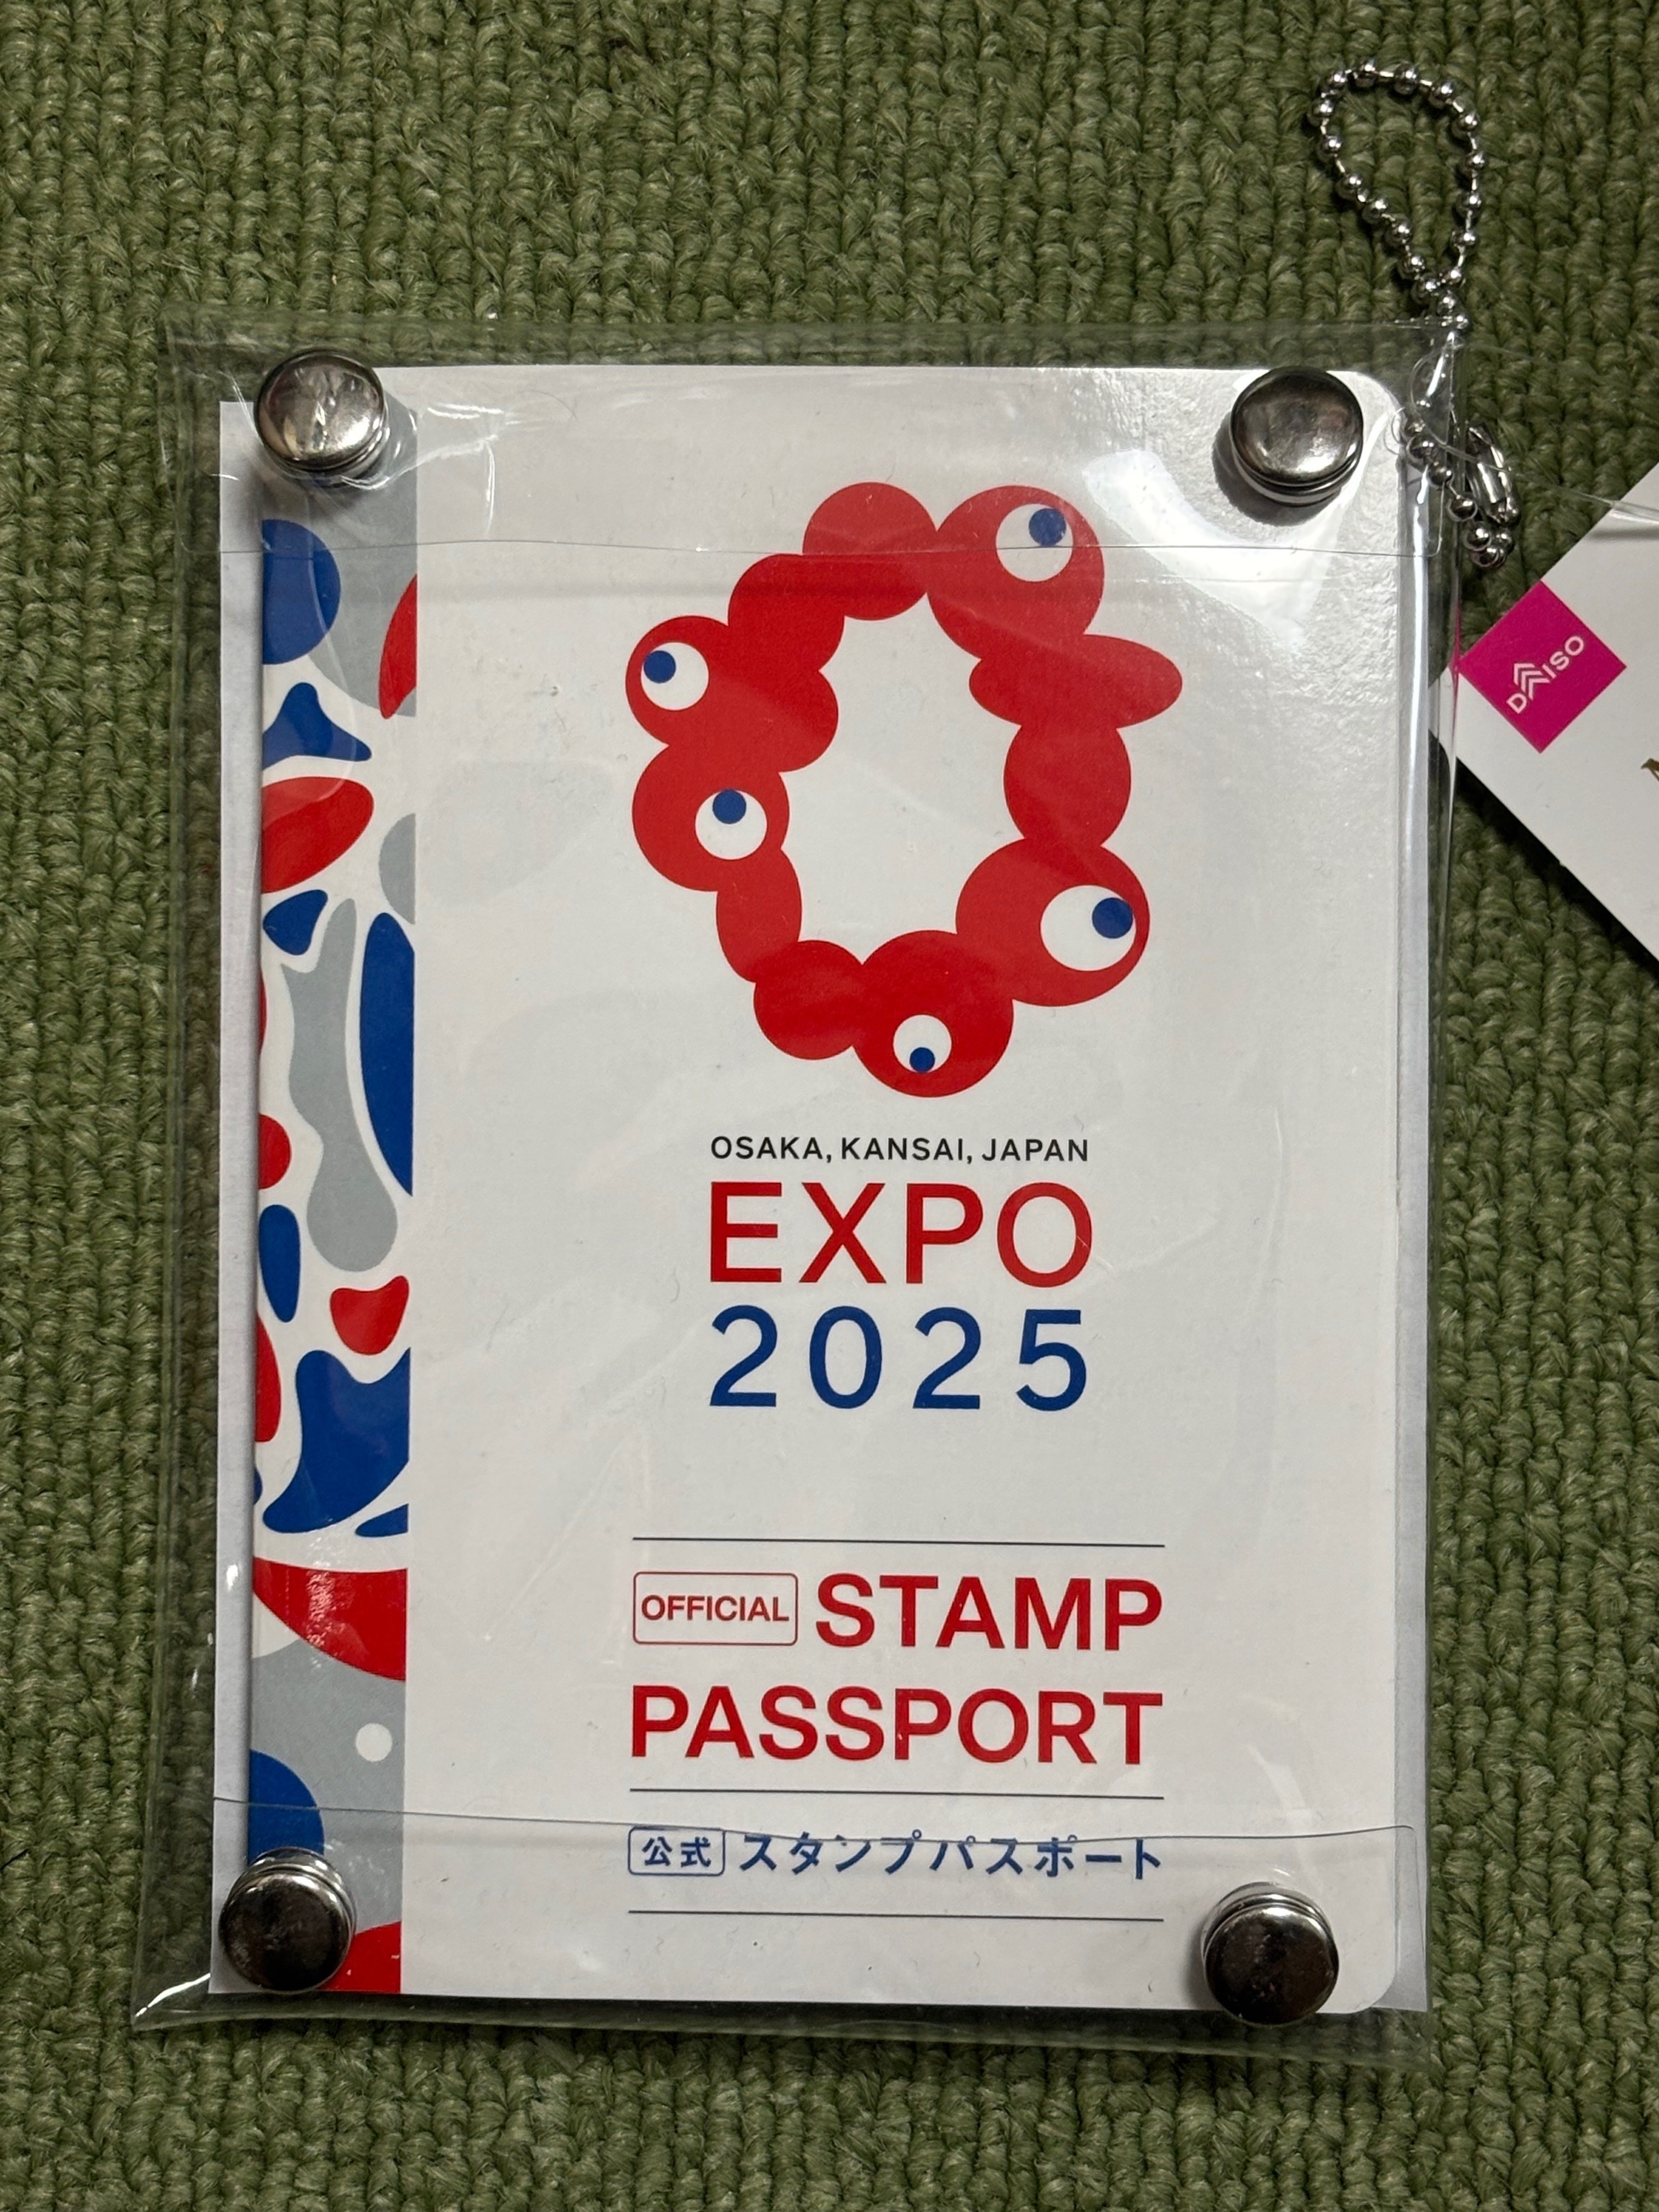 OSAKA, KANSAI, JAPAN
EXPO
2025
OFFICIAL STAMP
PASSPORT
公式 スタンプパスポート
DAISO